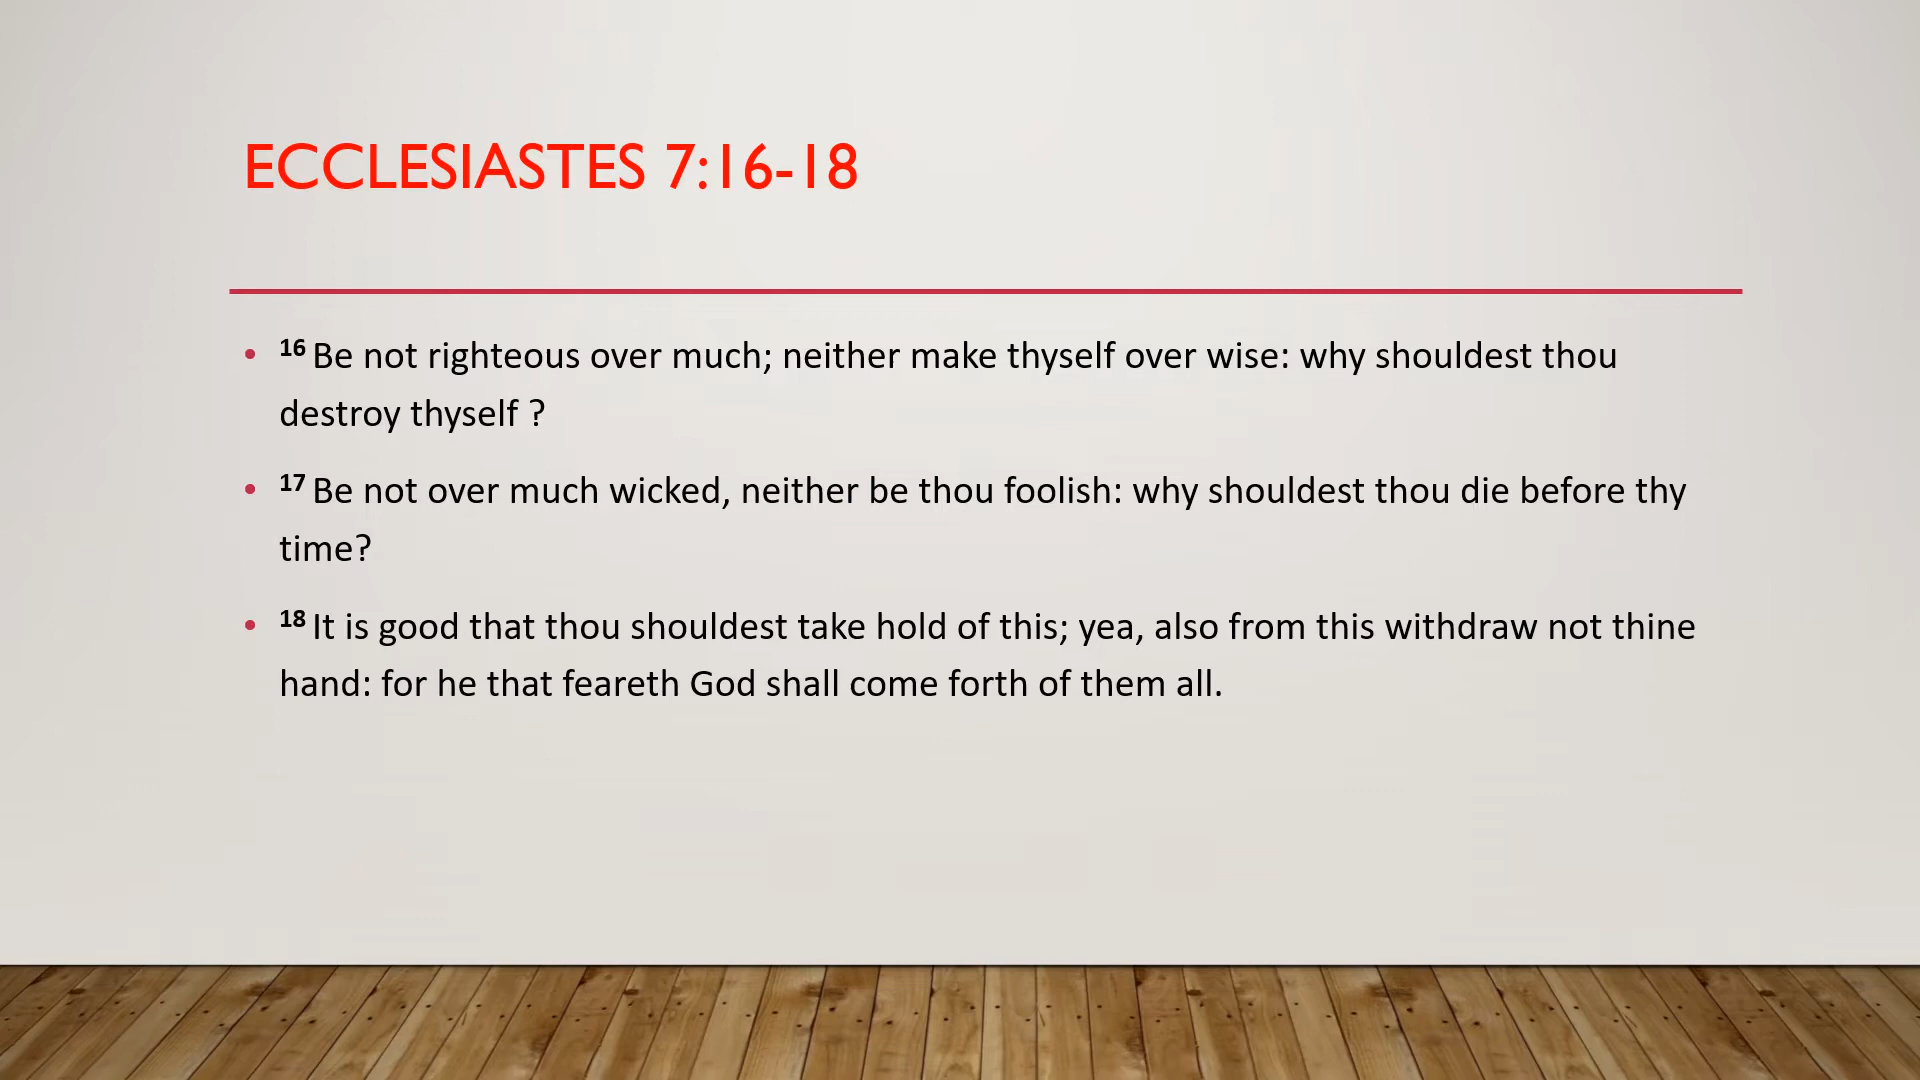 ECCLESIASTES 7:16-18
• 16 Be not righteous over much; neither make thyself over wise: why shouldest thou
destroy thyself ?
• 17 Be not over much wicked, neither be thou foolish: why shouldest thou die before thy
time?
• 18 It is good that thou shouldest take hold of this; yea, also from this withdraw not thine
hand: for he that feareth God shall come forth of them all.